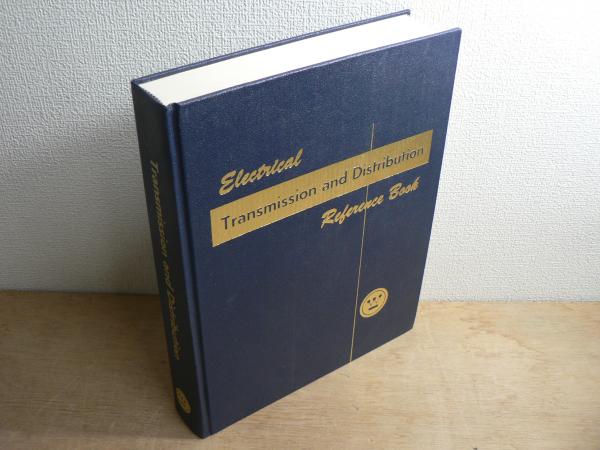 Electrical
Transmission and Distribution
Reference Book
Transmission and Distribution